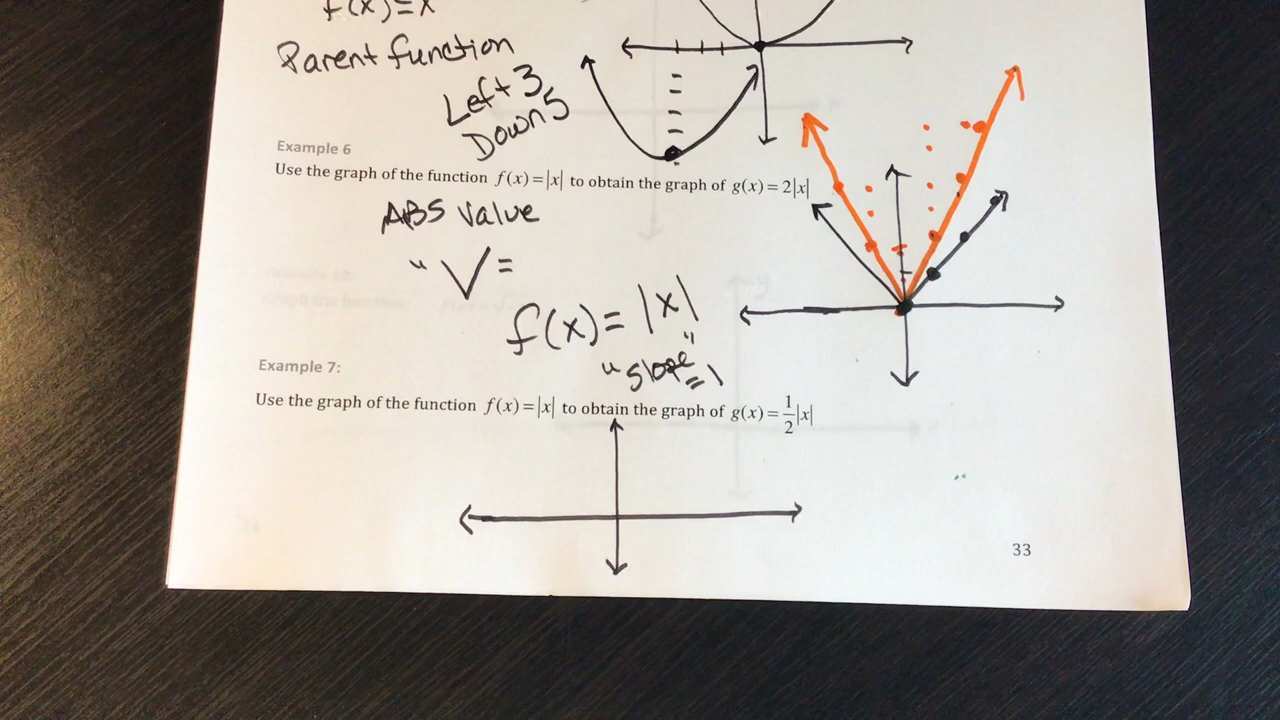 f(x)=x
Parent function
Left 3
Down 5
Example 6
Use the graph of the function f(x)=|x| to obtain the graph of g(x)=2|x|
ABS Value
"V"
f(x)= |x|
"slope"
=1
Example 7:
Use the graph of the function f(x)=|x| to obtain the graph of g(x)=1/2|x|
33